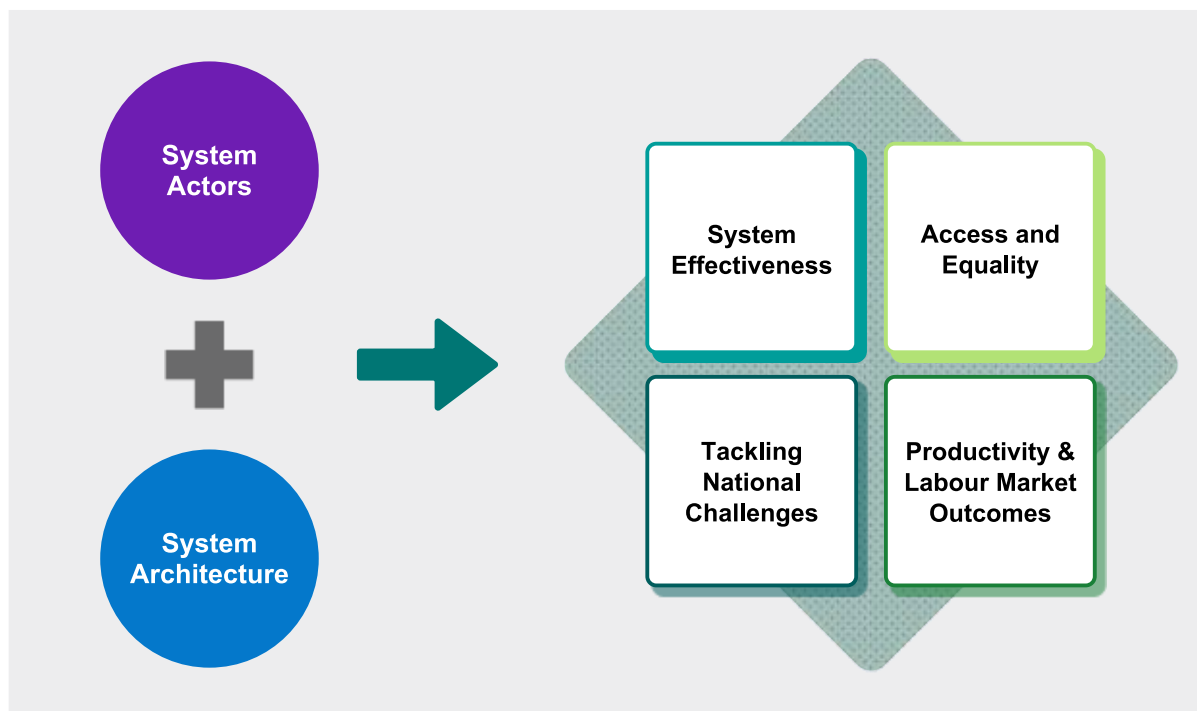 System
Actors
System
Architecture
System
Effectiveness
Access and
Equality
Tackling
National
Challenges
Productivity &
Labour Market
Outcomes